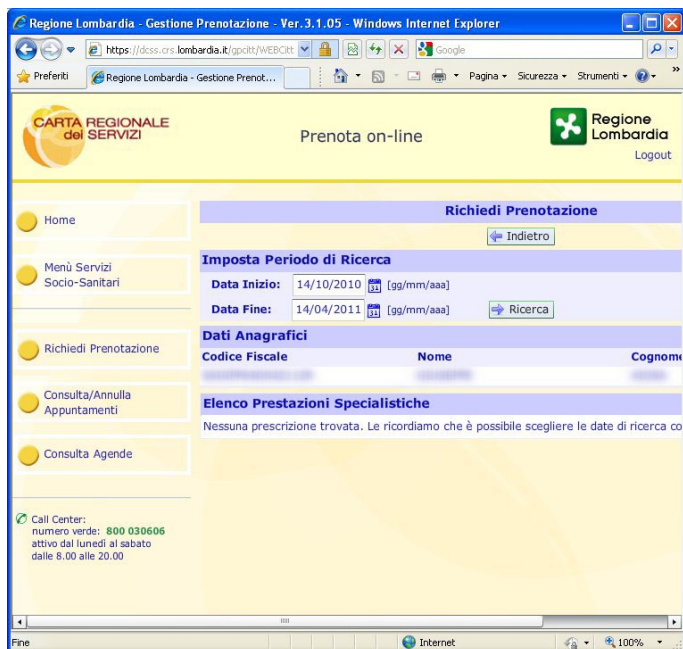 Regione Lombardia - Gestione Prenotazione - Ver.3.1.05 - Windows Internet Explorer
https://dcss.crs.lombardia.it/gpcitt/WEBCitt
Google
Preferiti
Regione Lombardia - Gestione Prenot...
Pagina
Sicurezza
Strumenti
»
CARTA REGIONALE
dei SERVIZI
Prenota on-line
Regione
Lombardia
Logout
Home
Menù Servizi
Socio-Sanitari
Richiedi Prenotazione
Consulta/Annulla
Appuntamenti
Consulta Agende
Call Center:
numero verde: 800 030606
attivo dal lunedì al sabato
dalle 8.00 alle 20.00
Richiedi Prenotazione
Indietro
Imposta Periodo di Ricerca
Data Inizio: 14/10/2010 [gg/mm/aaa]
Data Fine: 14/04/2011 [gg/mm/aaa] Ricerca
Dati Anagrafici
Codice Fiscale Nome Cognome
Elenco Prestazioni Specialistiche
Nessuna prescrizione trovata. Le ricordiamo che è possibile scegliere le date di ricerca co
Fine Internet 100%